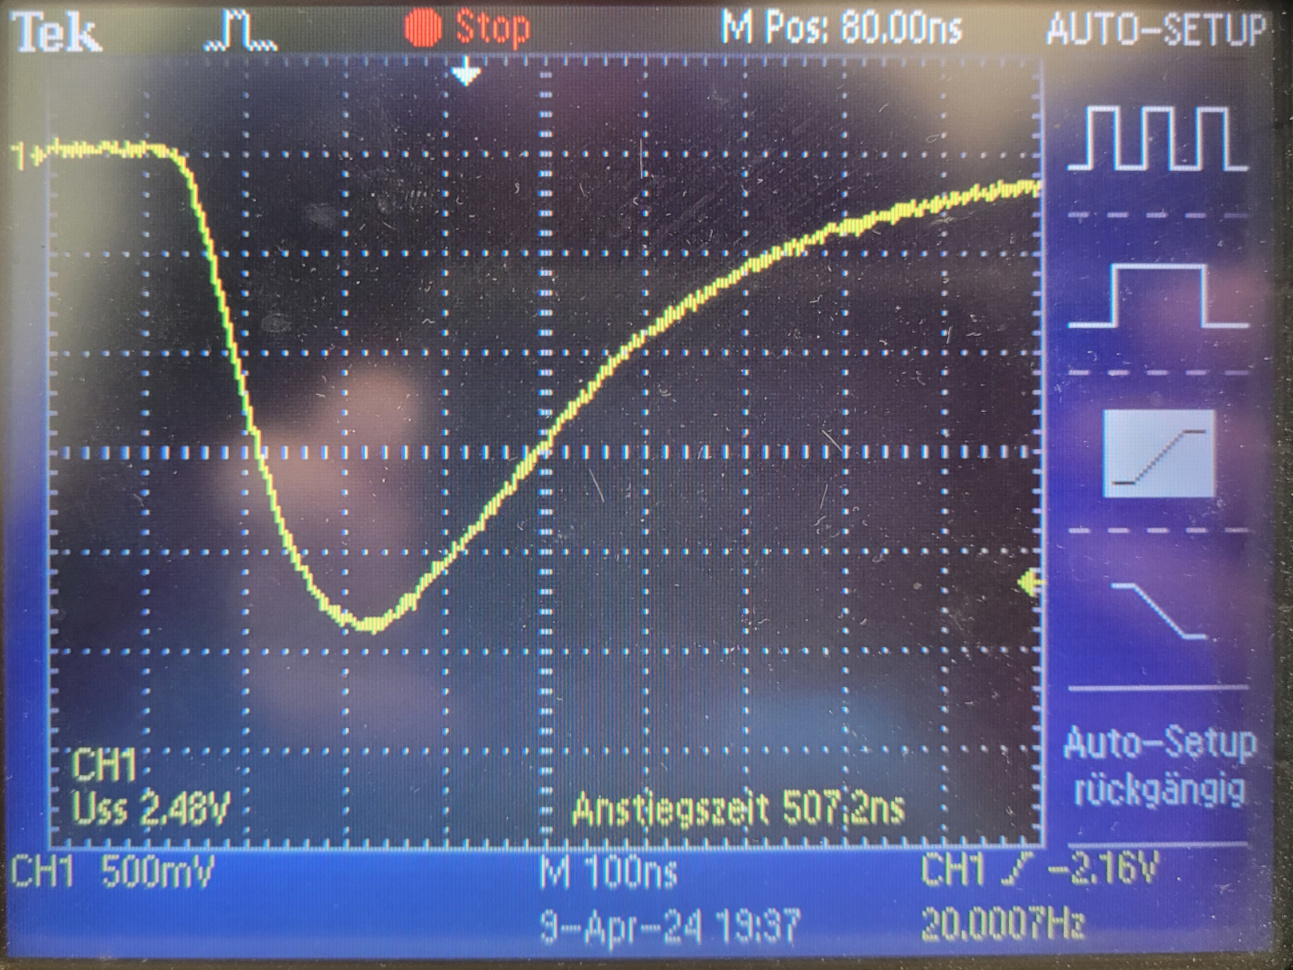 Tek Stop M Pos: 80.00ns AUTO-SETUP
1
CH1
Uss 2.48V
Anstiegszeit 507.2ns
Auto-Setup
rückgängig
CH1 500mV M 100ns CH1 -2.16V
9-Apr-24 19:37 20.0007Hz